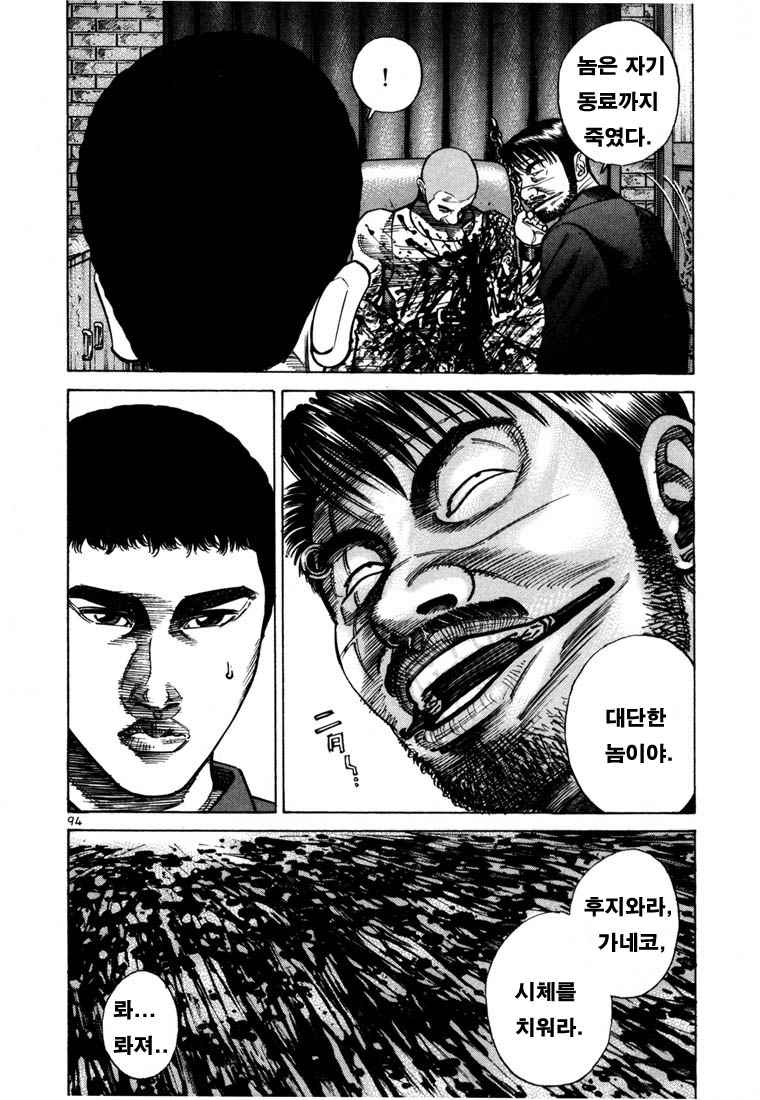 놈은 자기
동료까지
죽였다.
!
대단한
놈이야.
94
후지와라,
가네코,
시체를
치워라.
롸...
롸져..